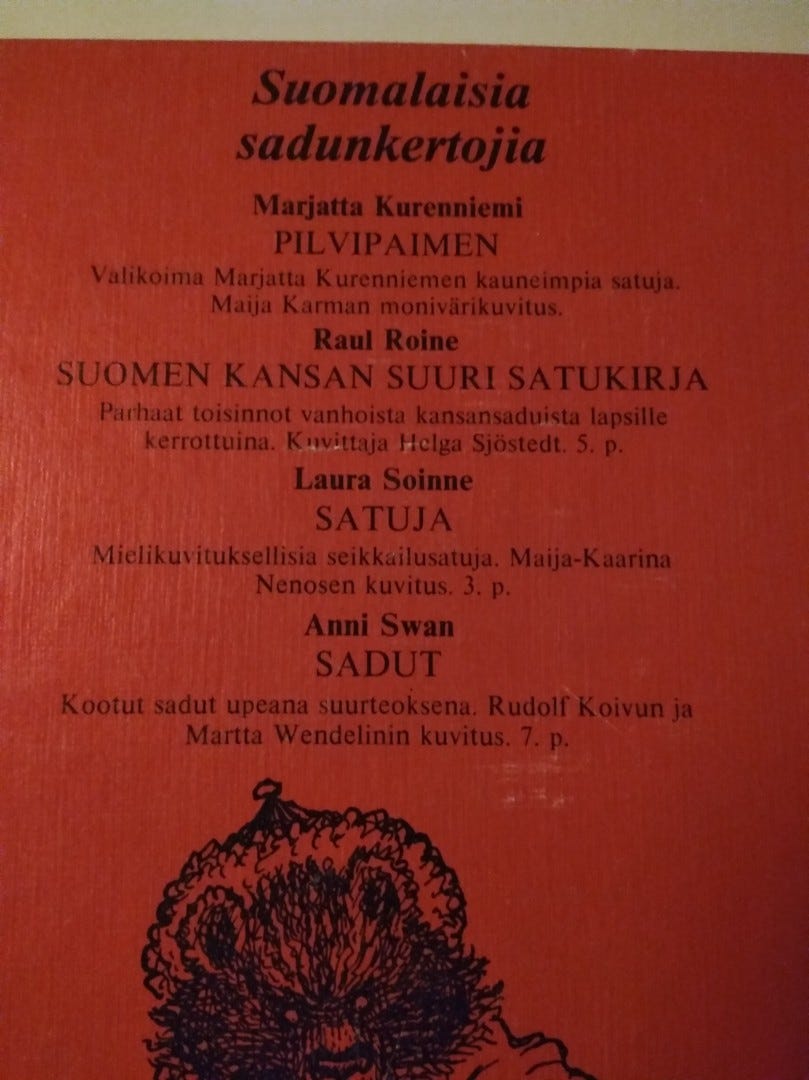 Suomalaisia
sadunkertojia
Marjatta Kurenniemi
PILVIPAIMEN
Valikoima Marjatta Kurenniemen kauneimpia satuja.
Maija Karman monivärikuvitus.
Raul Roine
SUOMEN KANSAN SUURI SATUKIRJA
Parhaat toisinnot vanhoista kansansaduista lapsille
kerrottuina. Kuvittaja Helga Sjöstedt. 5. p.
Laura Soinne
SATUJA
Mielikuvituksellisia seikkailusatuja. Maija-Kaarina
Nenosen kuvitus. 3. p.
Anni Swan
SADUT
Kootut sadut upeana suurteoksena. Rudolf Koivun ja
Martta Wendelinin kuvitus. 7. p.